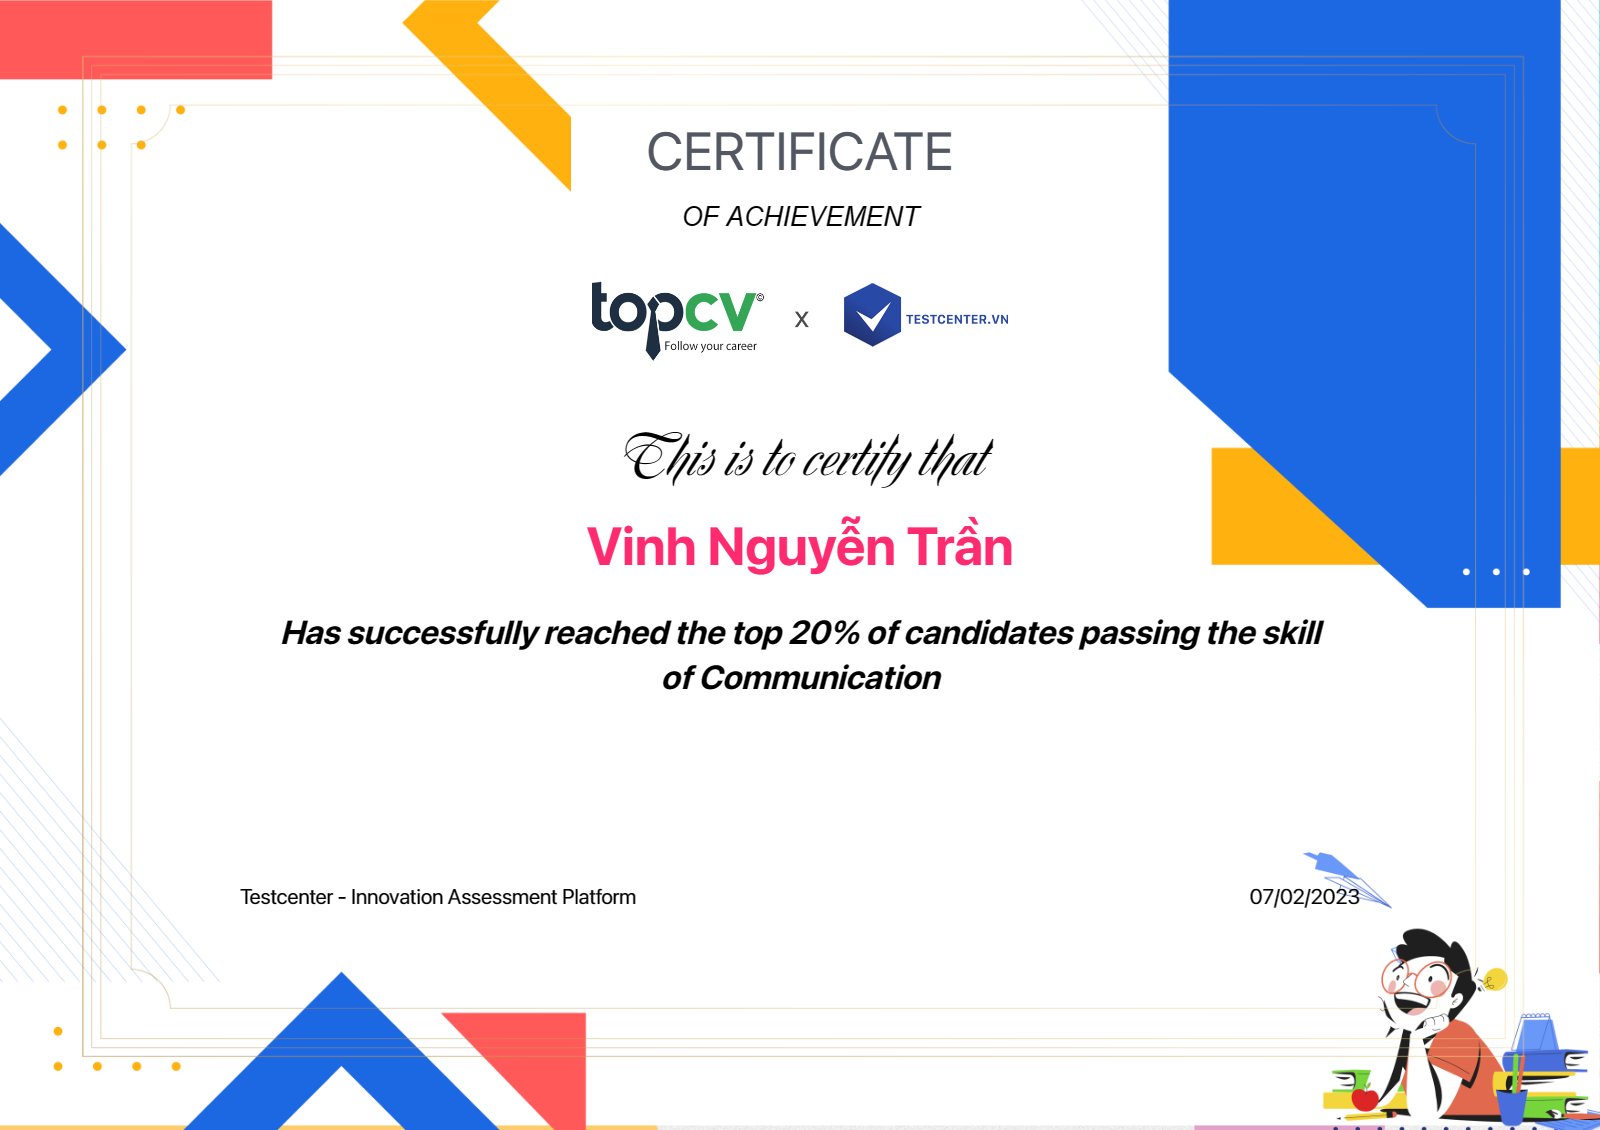 CERTIFICATE
OF ACHIEVEMENT
topcv©
Follow your career
x
TESTCENTER.VN
This is to certify that
Vinh Nguyễn Trần
Has successfully reached the top 20% of candidates passing the skill
of Communication
Testcenter - Innovation Assessment Platform
07/02/2023